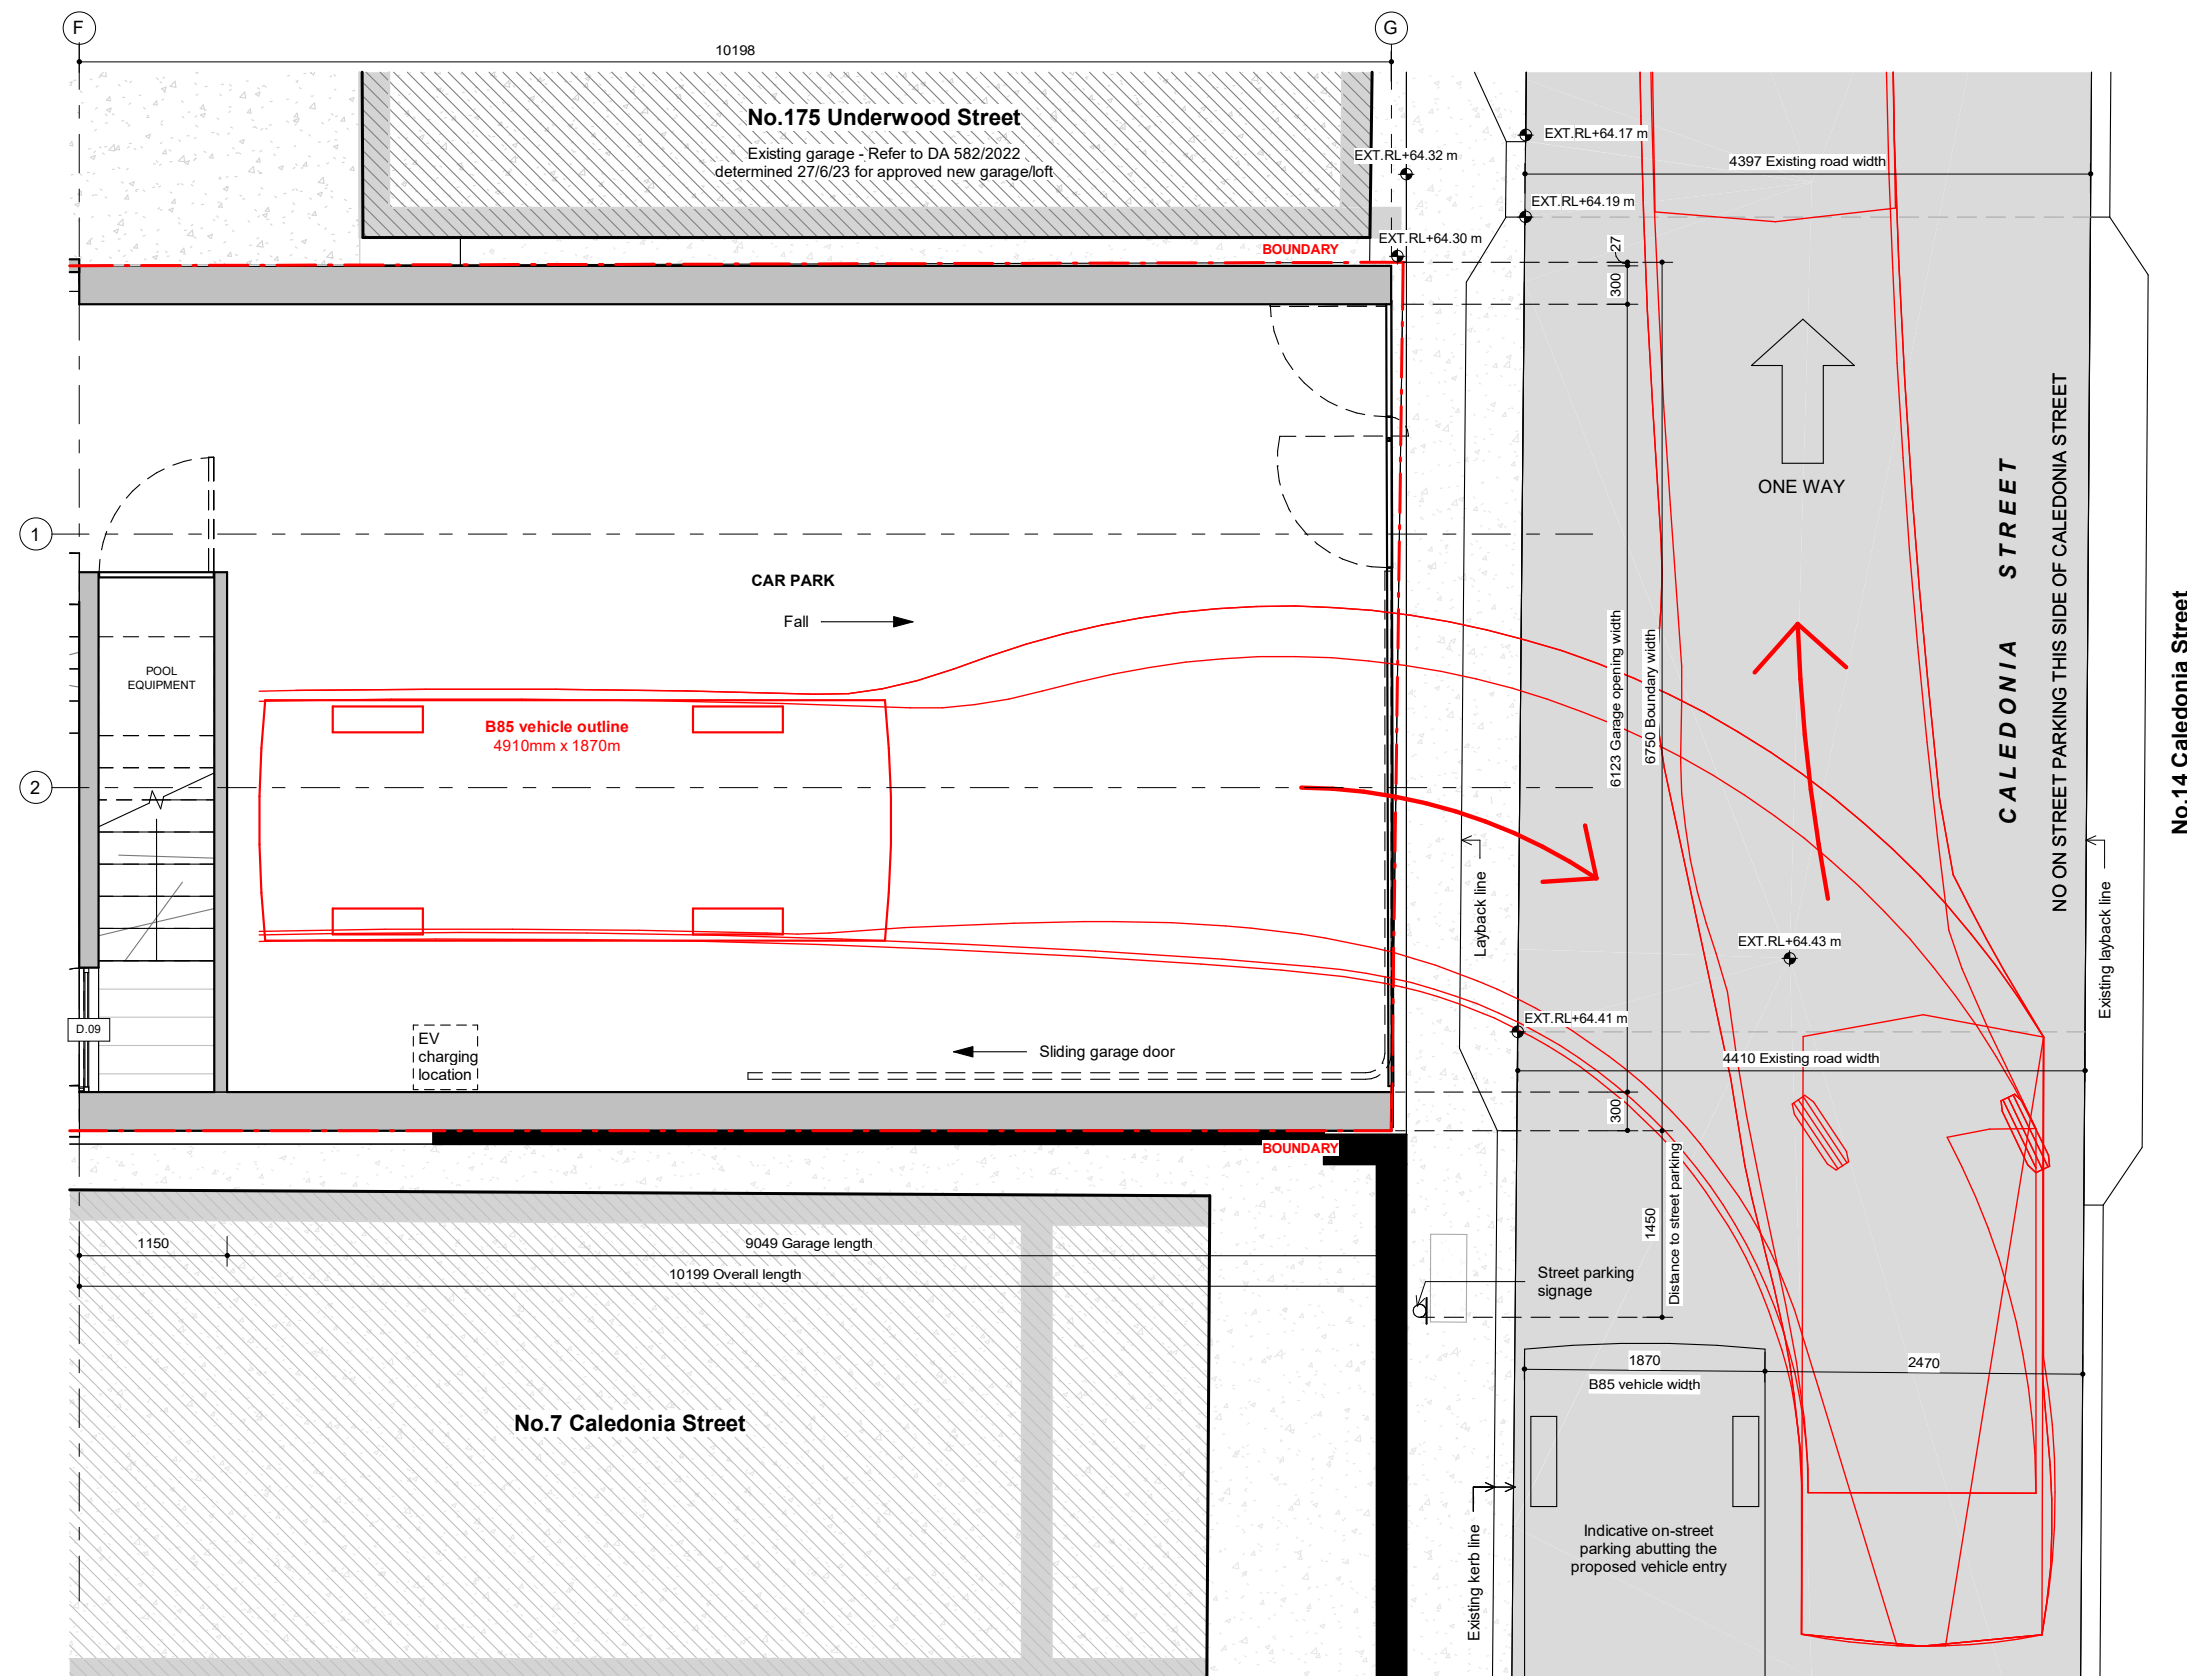 F
G
10198
No.175 Underwood Street
Existing garage - Refer to DA 582/2022
determined 27/6/23 for approved new garage/loft
EXT.RL+64.32 m
EXT.RL+64.17 m
4397 Existing road width
EXT.RL+64.19 m
EXT.RL+64.30 m
BOUNDARY
27
300
ONE WAY
CALEDONIA STREET
NO ON STREET PARKING THIS SIDE OF CALEDONIA STREET
No.14 Caledonia Street
1
CAR PARK
Fall
POOL
EQUIPMENT
B85 vehicle outline
4910mm x 1870m
2
6123 Garage opening width
6750 Boundary width
Layback line
Existing layback line
EXT.RL+64.43 m
EXT.RL+64.41 m
D.09
EV
charging
location
Sliding garage door
4410 Existing road width
300
BOUNDARY
1450
Distance to street parking
1150
9049 Garage length
10199 Overall length
Street parking
signage
1870
B85 vehicle width
2470
No.7 Caledonia Street
Existing kerb line
Indicative on-street
parking abutting the
proposed vehicle entry